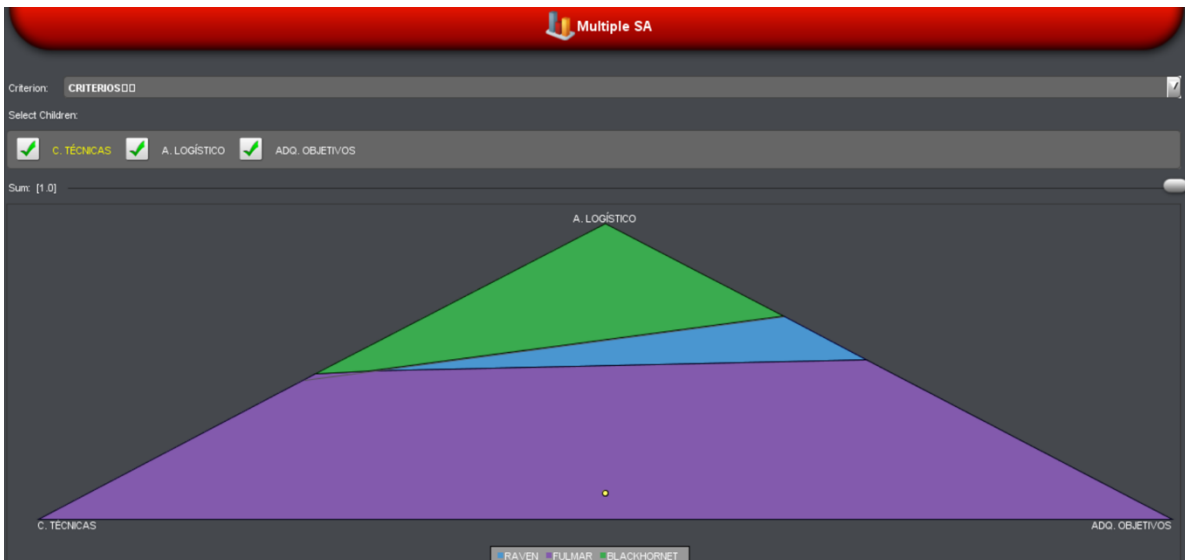 Multiple SA
Criterion: CRITERIOS▯▯
Select Children:
C. TÉCNICAS A. LOGÍSTICO ADQ. OBJETIVOS
Sum: [1.0]
A. LOGÍSTICO
C. TÉCNICAS ADQ. OBJETIVOS
RAVEN FULMAR BLACKHORNET